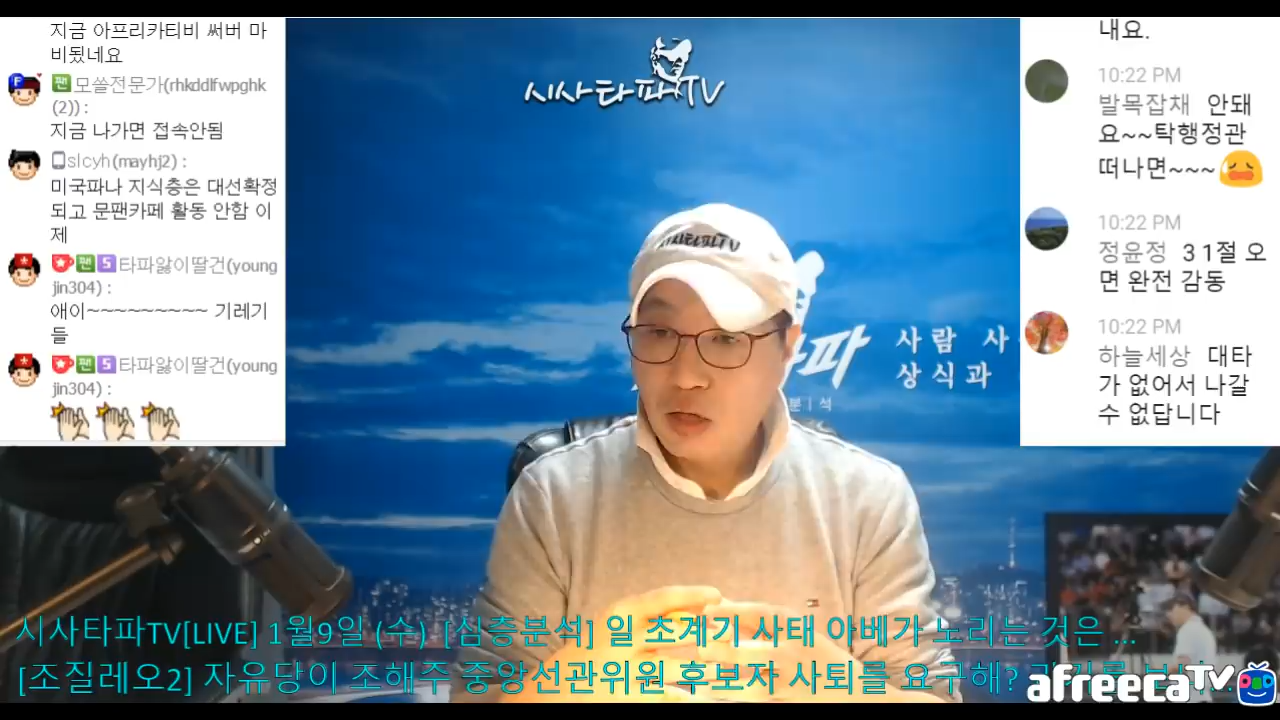 지금 아프리카티비 써버 마
비됬네요
F
팬 모쏠전문가(rhkddlfwpghk
(2)) :
지금 나가면 접속안됨
slcyh(mayhj2) :
미국파나 지식층은 대선확정
되고 문팬카페 활동 안함 이
제
팬 S 타파앓이딸건(young
jin304) :
애이~~~~~~~~~ 기레기
들
팬 S 타파앓이딸건(young
jin304) :
시사타파TV
시사타파TV
파
사람 사
상식과
분|석
내요.
10:22 PM
발목잡채 안돼
요~~탁행정관
떠나면~~~
10:22 PM
정윤정 3 1절 오
면 완전 감동
10:22 PM
하늘세상 대타
가 없어서 나갈
수 없답니다
시사타파TV[LIVE] 1월9일 (수) [심층분석] 일 초계기 사태 아베가 노리는 것은 ...
[조질레오2] 자유당이 조해주 중앙선관위원 후보자 사퇴를 요구해?
afreecaTV